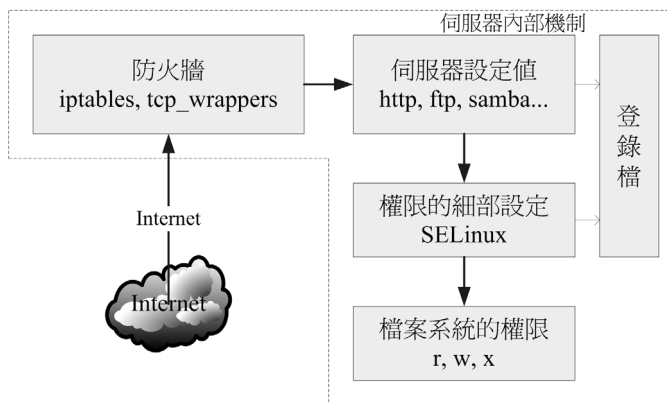 伺服器內部機制
防火牆
iptables, tcp_wrappers
伺服器設定值
http, ftp, samba...
登錄檔
權限的細部設定
SELinux
Internet
Internet
檔案系統的權限
r, w, x